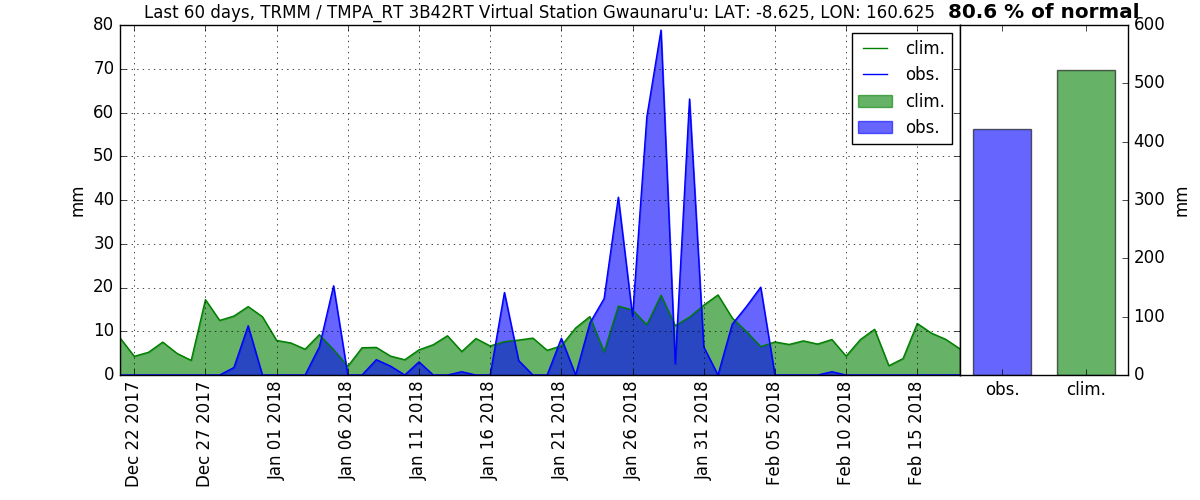 Last 60 days, TRMM / TMPA_RT 3B42RT Virtual Station Gwaunaru'u: LAT: -8.625, LON: 160.625
80.6 % of normal
80
70
60
50
40
30
20
10
0
mm
clim.
obs.
clim.
obs.
Dec 22 2017
Dec 27 2017
Jan 01 2018
Jan 06 2018
Jan 11 2018
Jan 16 2018
Jan 21 2018
Jan 26 2018
Jan 31 2018
Feb 05 2018
Feb 10 2018
Feb 15 2018
600
500
400
300
200
100
0
mm
obs.
clim.